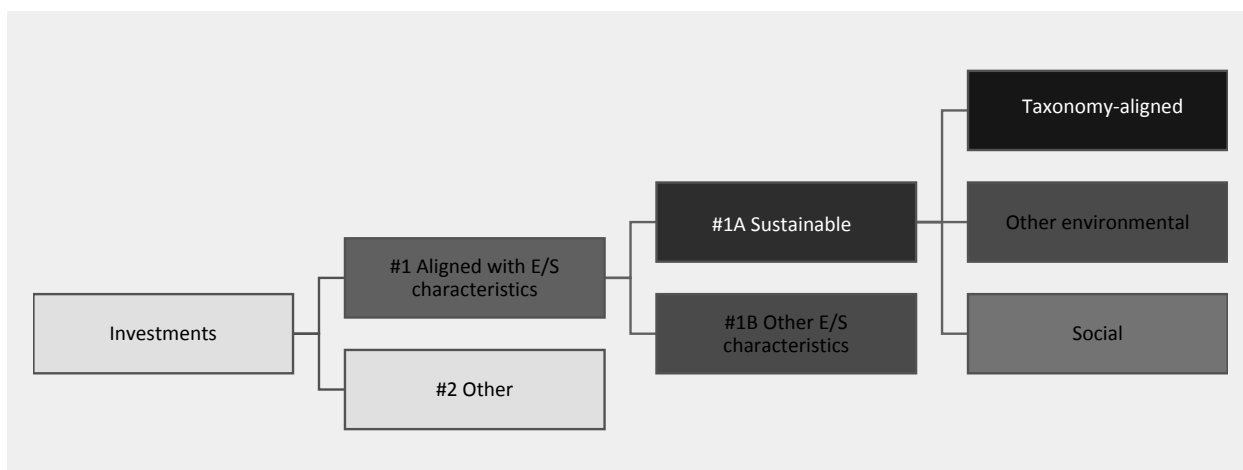 Taxonomy-aligned
#1A Sustainable
Other environmental
#1 Aligned with E/S
characteristics
Investments
#1B Other E/S
characteristics
Social
#2 Other